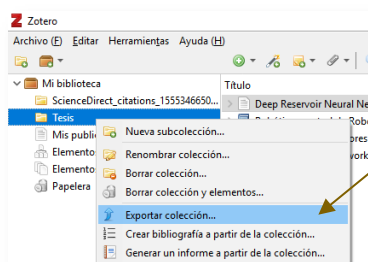 Zotero
Archivo (F) Editar Herramientas Ayuda (H)
Mi biblioteca
Título
ScienceDirect_citations_1555346650...
Deep Reservoir Neural Ne
Tesis
Mis public
Nueva subcolección...
Elemento
Renombrar colección...
Elemento
Borrar colección...
Papelera
Borrar colección y elementos...
Exportar colección...
Crear bibliografía a partir de la colección...
Generar un informe a partir de la colección...